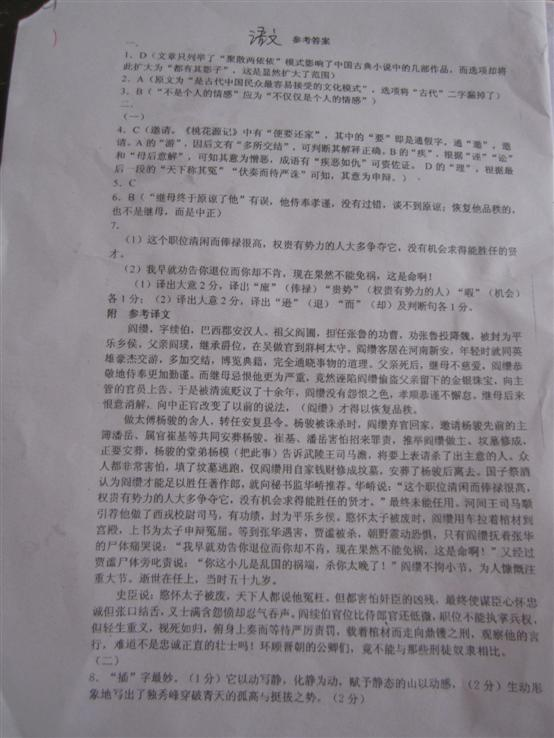 语文 参考答案
一、
1．D（文章只列举了“聚散两依依”模式影响了中国古典小说中的几部作品，而选项却将
此扩大为“都有其影子”，这是显然扩大了范围）
2．A（原文为“是古代中国民众最容易接受的文化模式”，选项将“古代”二字漏掉了）
3．B（“不是个人的情感”应为“不仅仅是个人的情感”）
二、
（一）
4．C（邀请。《桃花源记》中有“便要还家”，其中的“要”即是通假字，通“邀”，邀
请。A的“游”，因后文有“多所交结”，可判断其解释正确。B的“疾”，根据“诬”“讼”
和“母后意解”，可知其意为憎恶，成语有“疾恶如仇”可资佐证。 D的“理”，根据最
后一段的“天下称其冤”“伏奏而待严诛”可知，其意为申辩。）
5．C
6．B（“继母终于原谅了他”有误，他侍奉孝谨，没有过错，谈不到原谅；恢复他品秩的，
也不是继母，而是中正）
7．
（1）这个职位清闲而俸禄很高，权贵有势力的人大多争夺它，没有机会求得能胜任的贤
才。
（2）我早就劝告你退位而你却不肯，现在果然不能免祸，这是命啊！
（1）译出大意2分，译出“廪”（俸禄）“贵势”（权贵有势力的人）“暇”（机会）
各1分；（2）译出大意2分，译出“逊”（退）“而”（却）及判断句各1分。
附 参考译文
阎缵，字续伯，巴西郡安汉人。祖父阎圃，担任张鲁的功曹，劝张鲁投降魏，被封为平
乐乡侯，父亲阎璞，继承爵位，在吴做官到牂柯太守。阎缵客居在河南新安，年轻时就同英
雄豪杰交游，多加交结，博览典籍，完全通晓事物的道理。父亲死后，继母不慈爱，阎缵恭
敬地侍奉更加勤谨。而继母忌恨他更为严重，竟然诬陷阎缵偷盗父亲留下的金银珠宝，向主
管的官员上告。于是被清流贬议了十余年，阎缵没有怨恨之色，孝顺恭谨不懈怠。继母后来
恨意消解，向中正官改变了以前的说法，（阎缵）才得以恢复品秩。
做太傅杨骏的舍人，转任安复县令。杨骏被诛杀时，阎缵弃官回家，邀请杨骏先前的主
簿潘岳、属官崔基等共同安葬杨骏。崔基、潘岳害怕招来罪责，推举阎缵做主。坟墓修成，
正要安葬，杨骏的堂弟杨模（把此事）告诉武陵王司马澹，将要上表请杀了出主意的人。众
人都非常害怕，填了坟墓逃跑，仅阎缵用自家钱财修成坟墓，安葬了杨骏后离去。国子祭酒
认为阎缵才能足以胜任著作郎，就向秘书监华峤推荐。华峤说：“这个职位清闲而俸禄很高，
权贵有势力的人大多争夺它，没有机会求得能胜任的贤才。”最终未能任用。河间王司马颙
引荐他做了西戎校尉司马，有功绩，封为平乐乡侯。愍怀太子被废时，阎缵用车拉着棺材到
宫殿，上书为太子申辩冤屈。等到张华遇害，贾谧被杀，朝野震动恐惧，只有阎缵抚着张华
的尸体痛哭说：“我早就劝告你退位而你却不肯，现在果然不能免祸，这是命啊！”又经过
贾谧尸体旁叱责说：“你这小儿是乱国的祸端，杀你太晚了！”阎缵不拘小节，为人慷慨注
重大节。逝世在任上，当时五十九岁。
史臣说：愍怀太子被废，天下人都说他冤枉。但都害怕奸臣的凶残，最终使谋臣心怀忠
诚但张口结舌，义士满含怨愤却忍气吞声。阎续伯官位比侍郎官还低微，职位不能执掌兵权，
但轻生重义，视死如归，俯身上奏而等待严厉责罚，载着棺材而走向鼎镬之刑，观察他的言
行，难道不是忠诚正直的壮士吗！环顾晋朝的公卿们，竟不能与那些刑徒奴隶相比。
（二）
8．“插”字最妙。（1分）它以动写静，化静为动，赋予静态的山以动感，（2分）生动形
象地写出了独秀峰穿破青天的孤高与挺拔之势。（2分）